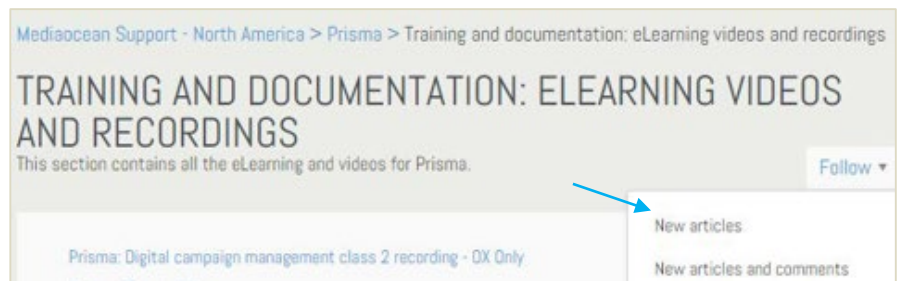 Mediaocean Support - North America > Prisma > Training and documentation: eLearning videos and recordings
TRAINING AND DOCUMENTATION: ELEARNING VIDEOS
AND RECORDINGS
This section contains all the eLearning and videos for Prisma.
Follow ▾
New articles
Prisma: Digital campaign management class 2 recording - OX Only
New articles and comments